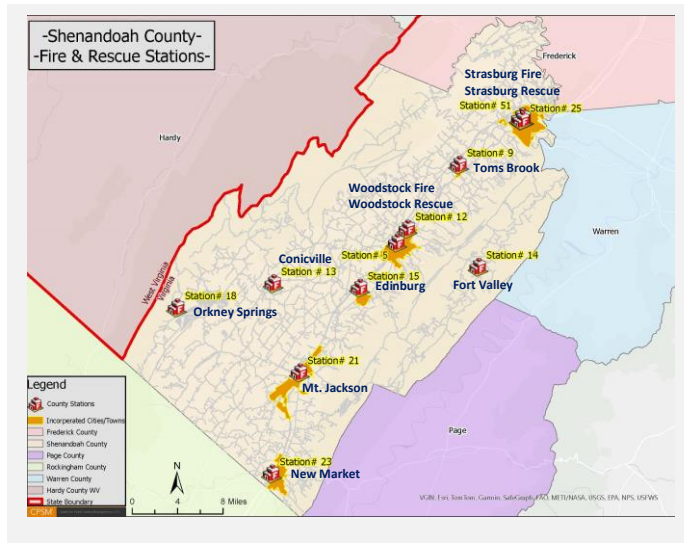 -Shenandoah County-
-Fire & Rescue Stations-
Frederick
Strasburg Fire
Strasburg Rescue
Station# 51
Station# 25
Hardy
Station# 9
Toms Brook
Woodstock Fire
Woodstock Rescue
Station# 12
Warren
Station# 5
Conicville
Station# 14
Station # 13
Station# 15
Edinburg
Fort Valley
West Virginia
Virginia
Station# 18
Orkney Springs
Station# 21
Mt. Jackson
Legend
County Stations
Incorperated Cities/Towns
Frederick County
Shenandoah County
Page County
Rockingham County
Warren County
Hardy County WV
State Boundary
CPSM
Page
N
Station# 23
New Market
0 4 8 Miles
VGIN, Esri, TomTom, Garmin, SafeGraph, FAO, METI/NASA, USGS, EPA, NPS, USFWS